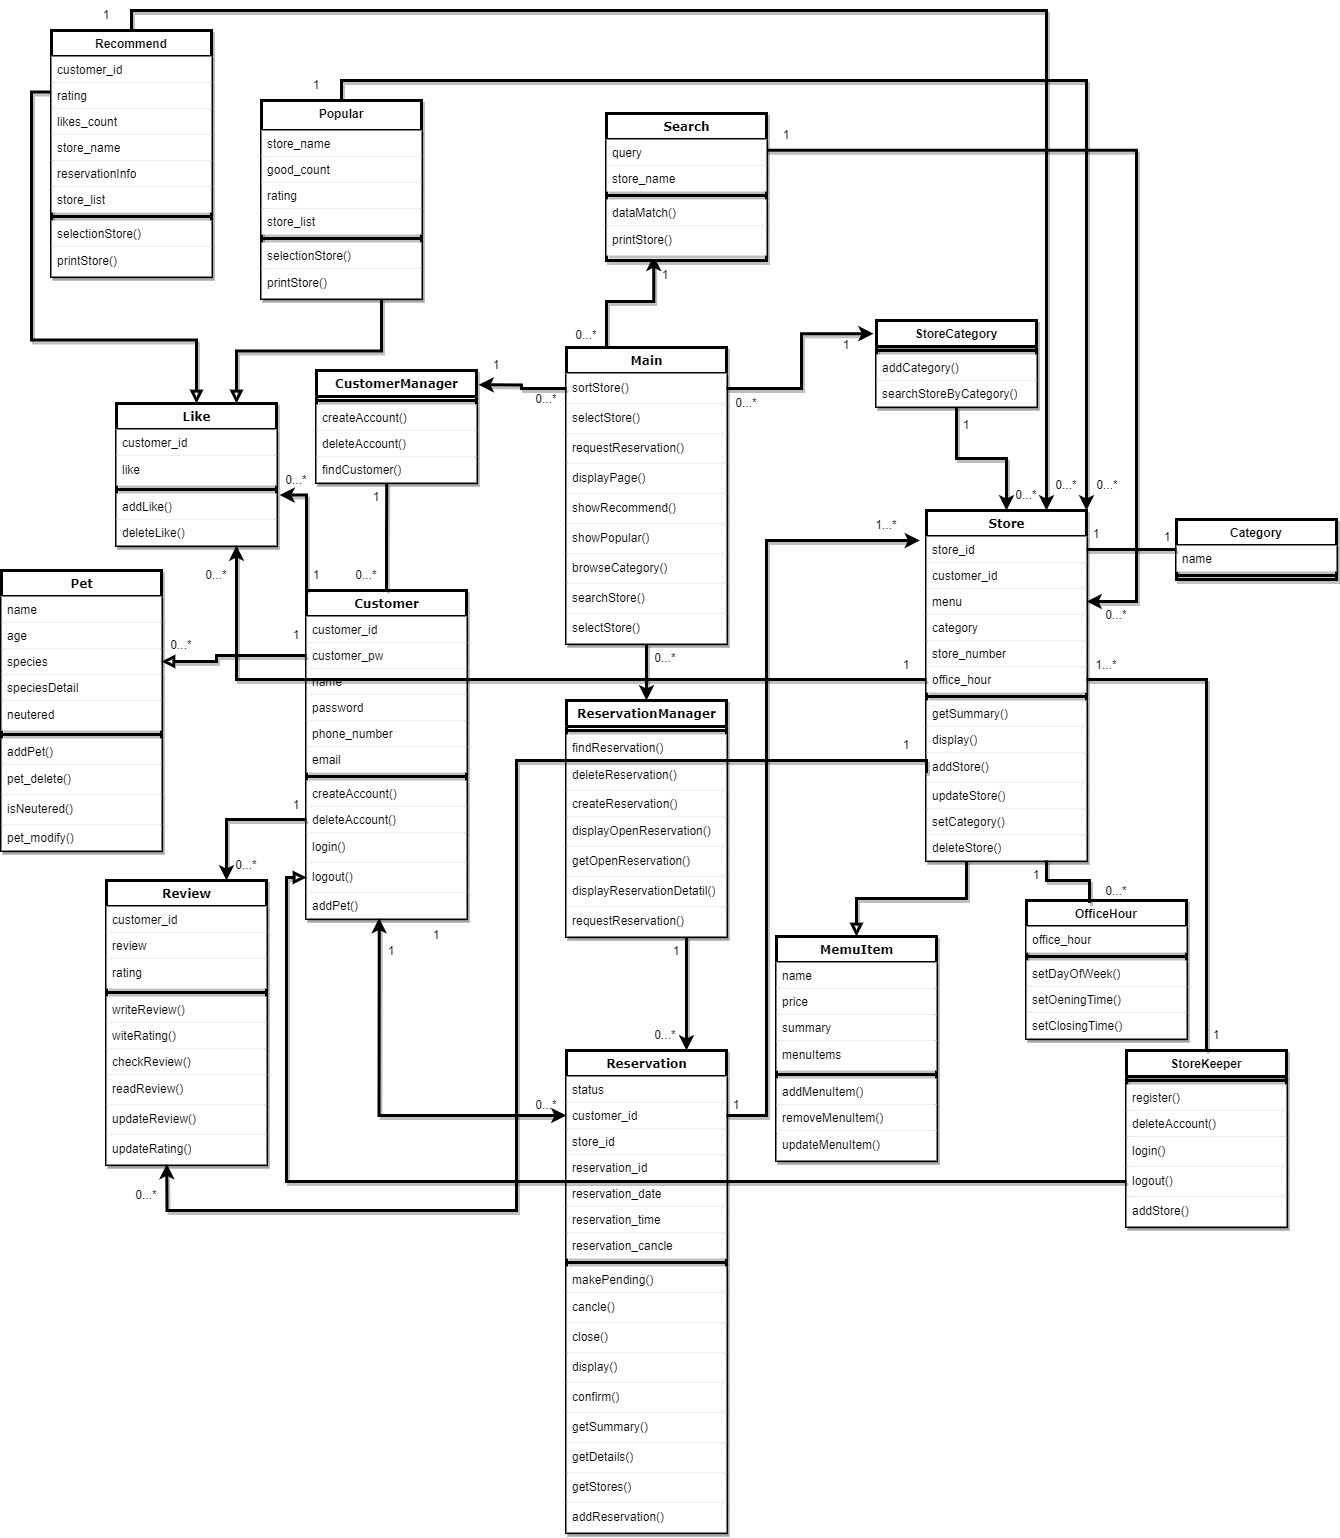 1
Recommend
customer_id
rating
likes_count
store_name
reservationInfo
store_list
selectionStore()
printStore()
1
Popular
store_name
good_count
rating
store_list
selectionStore()
printStore()
Search
query
store_name
dataMatch()
printStore()
1
1
0...*
Main
sortStore()
selectStore()
requestReservation()
displayPage()
showRecommend()
showPopular()
browseCategory()
searchStore()
selectStore()
0...*
1
0...*
1
StoreCategory
addCategory()
searchStoreByCategory()
1
0...*
0...*
0...*
CustomerManager
createAccount()
deleteAccount()
findCustomer()
1
0...*
Like
customer_id
like
addLike()
deleteLike()
0...*
0...*
1
Pet
name
age
species
speciesDetail
neutered
addPet()
pet_delete()
isNeutered()
pet_modify()
0...*
1
Customer
customer_id
customer_pw
name
password
phone_number
email
createAccount()
deleteAccount()
login()
logout()
addPet()
1
0...*
1
1
0...*
ReservationManager
findReservation()
deleteReservation()
createReservation()
displayOpenReservation()
getOpenReservation()
displayReservationDetatil()
requestReservation()
1
0...*
Store
store_id
customer_id
menu
category
store_number
office_hour
getSummary()
display()
addStore()
updateStore()
setCategory()
deleteStore()
1...*
1
1
1
1
0...*
1...*
Category
name
1
0...*
OfficeHour
office_hour
setDayOfWeek()
setOeningTime()
setClosingTime()
Review
customer_id
review
rating
writeReview()
witeRating()
checkReview()
readReview()
updateReview()
updateRating()
0...*
MemuItem
name
price
summary
menuItems
addMenuItem()
removeMenuItem()
updateMenuItem()
1
StoreKeeper
register()
deleteAccount()
login()
logout()
addStore()
0...*
1
Reservation
status
customer_id
store_id
reservation_id
reservation_date
reservation_time
reservation_cancle
makePending()
cancle()
close()
display()
confirm()
getSummary()
getDetails()
getStores()
addReservation()